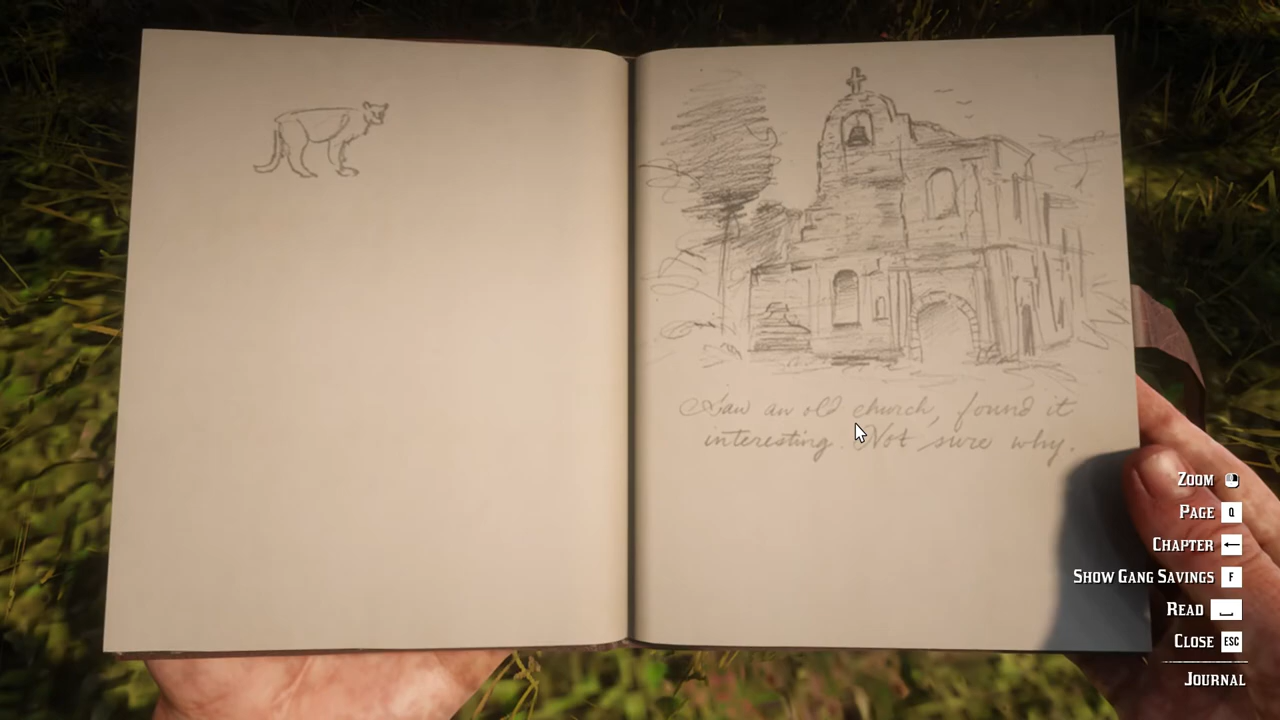 Saw an old church, found it
interesting. Not sure why.
Zoom
Page Q
Chapter ←
Show Gang Savings F
Read
Close ESC
Journal